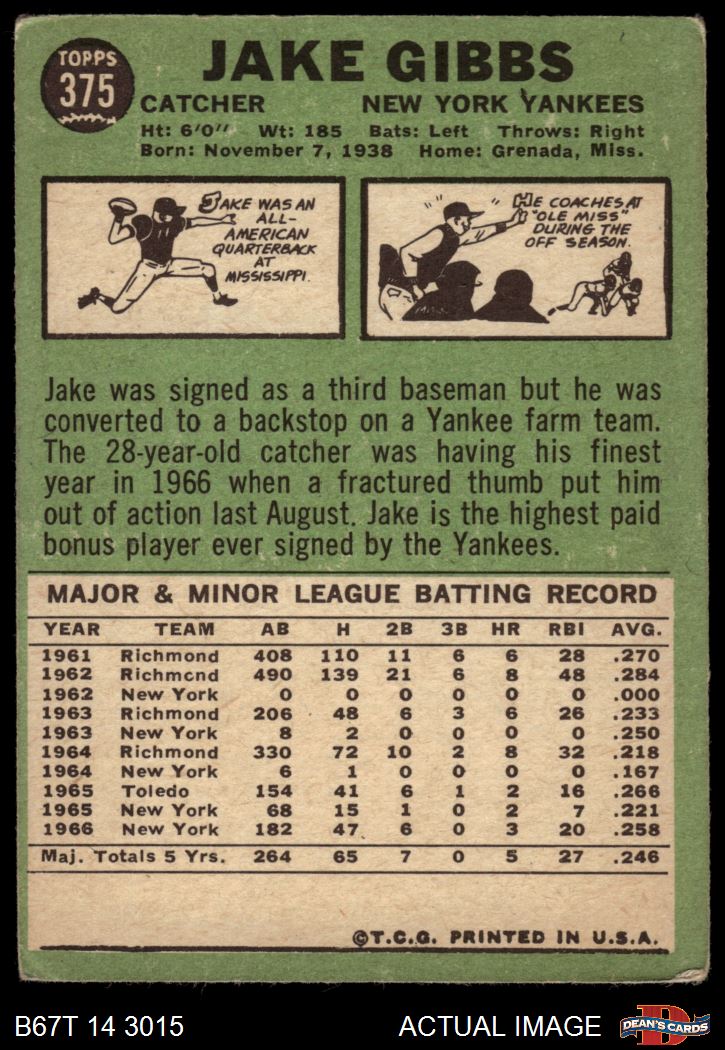 TOPPS
375
JAKE GIBBS
CATCHER NEW YORK YANKEES
Ht: 6'0" Wt: 185 Bats: Left Throws: Right
Born: November 7, 1938 Home: Grenada, Miss.
JAKE WAS AN
ALL-
AMERICAN
QUARTERBACK
AT
MISSISSIPPI.
HE COACHES AT
"OLE MISS"
DURING THE
OFF SEASON.
Jake was signed as a third baseman but he was
converted to a backstop on a Yankee farm team.
The 28-year-old catcher was having his finest
year in 1966 when a fractured thumb put him
out of action last August. Jake is the highest paid
bonus player ever signed by the Yankees.
MAJOR & MINOR LEAGUE BATTING RECORD
YEAR TEAM AB H 2B 3B HR RBI AVG.
1961 Richmond 408 110 11 6 6 28 .270
1962 Richmond 490 139 21 6 8 48 .284
1962 New York 0 0 0 0 0 0 .000
1963 Richmond 206 48 6 3 6 26 .233
1963 New York 8 2 0 0 0 0 .250
1964 Richmond 330 72 10 2 8 32 .218
1964 New York 6 1 0 0 0 0 .167
1965 Toledo 154 41 6 1 2 16 .266
1965 New York 68 15 1 0 2 7 .221
1966 New York 182 47 6 0 3 20 .258
Maj. Totals 5 Yrs. 264 65 7 0 5 27 .246
©T.C.G. PRINTED IN U.S.A.
B67T 14 3015 ACTUAL IMAGE
D
DEAN'S CARDS